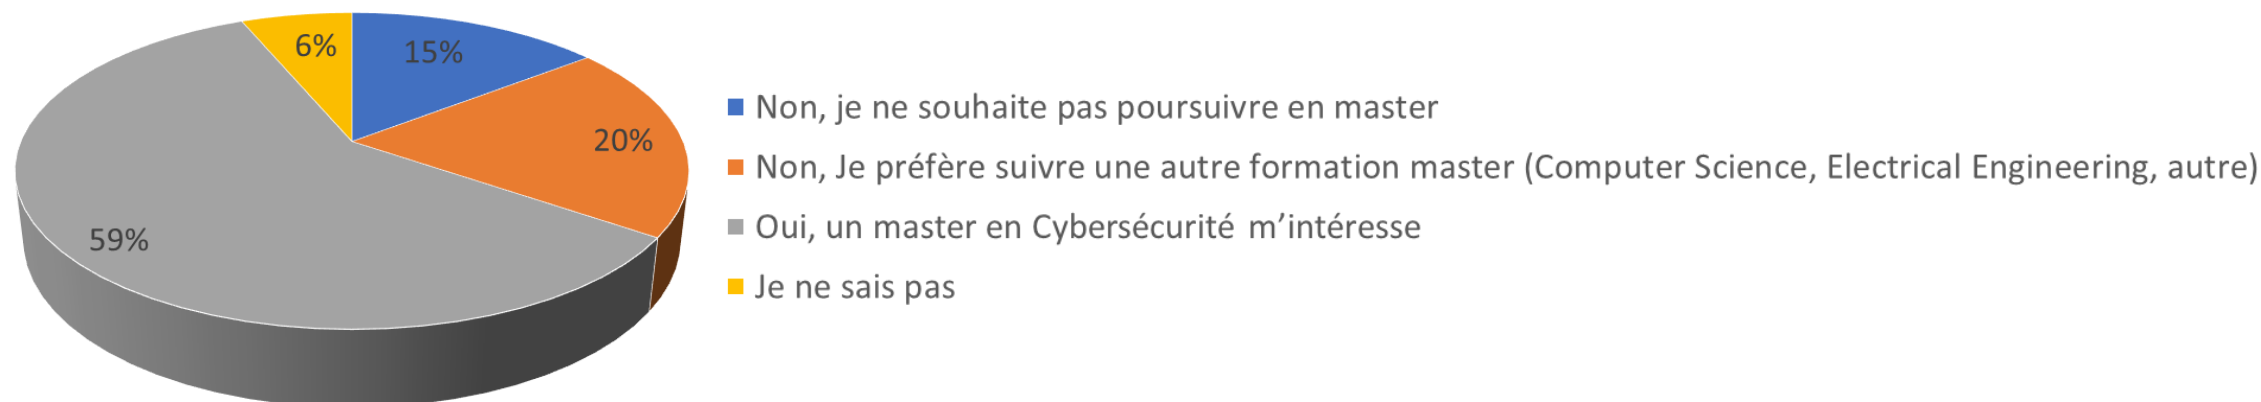 6%
15%
20%
59%
Non, je ne souhaite pas poursuivre en master
Non, Je préfère suivre une autre formation master (Computer Science, Electrical Engineering, autre)
Oui, un master en Cybersécurité m’intéresse
Je ne sais pas